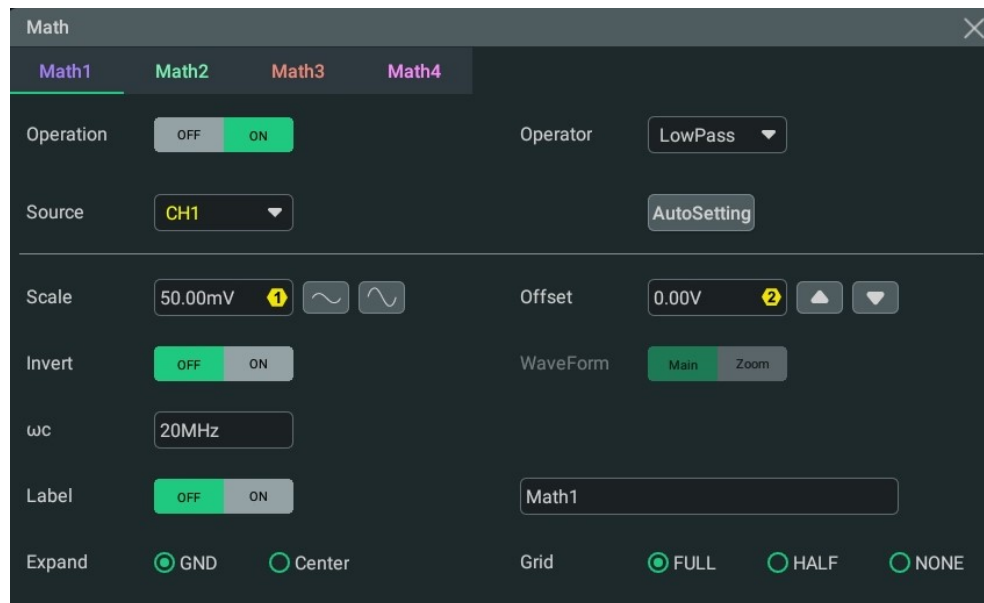 Math
Math1 Math2 Math3 Math4
Operation OFF ON Operator LowPass
Source CH1 AutoSetting
Scale 50.00mV 1 Offset 0.00V 2
Invert OFF ON WaveForm Main Zoom
ωc 20MHz
Label OFF ON Math1
Expand GND Center Grid FULL HALF NONE